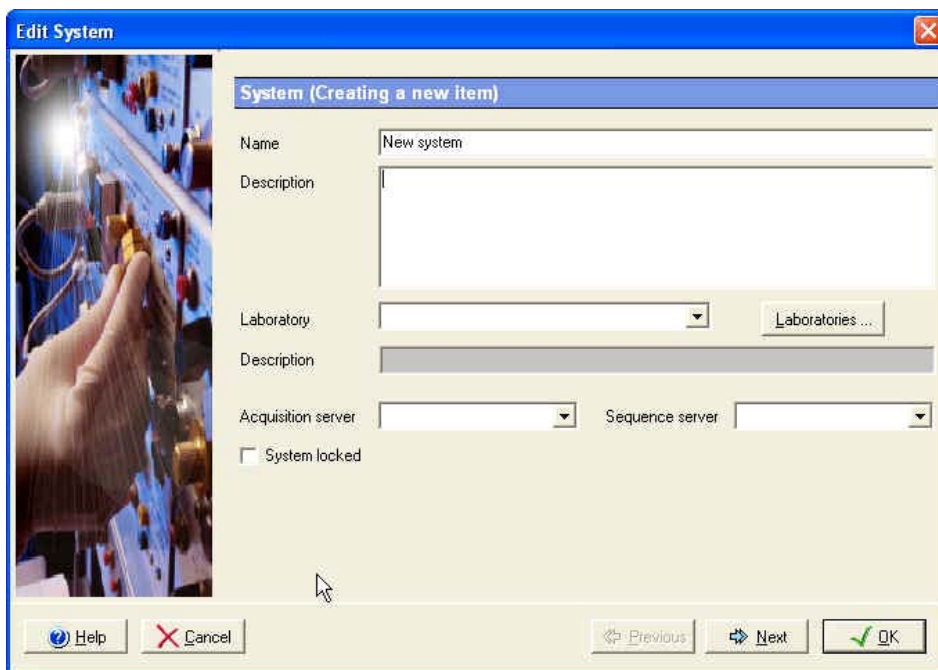 Edit System
System (Creating a new item)
Name New system
Description
Laboratory Laboratories ...
Description
Acquisition server Sequence server
System locked
Help Cancel Previous Next OK